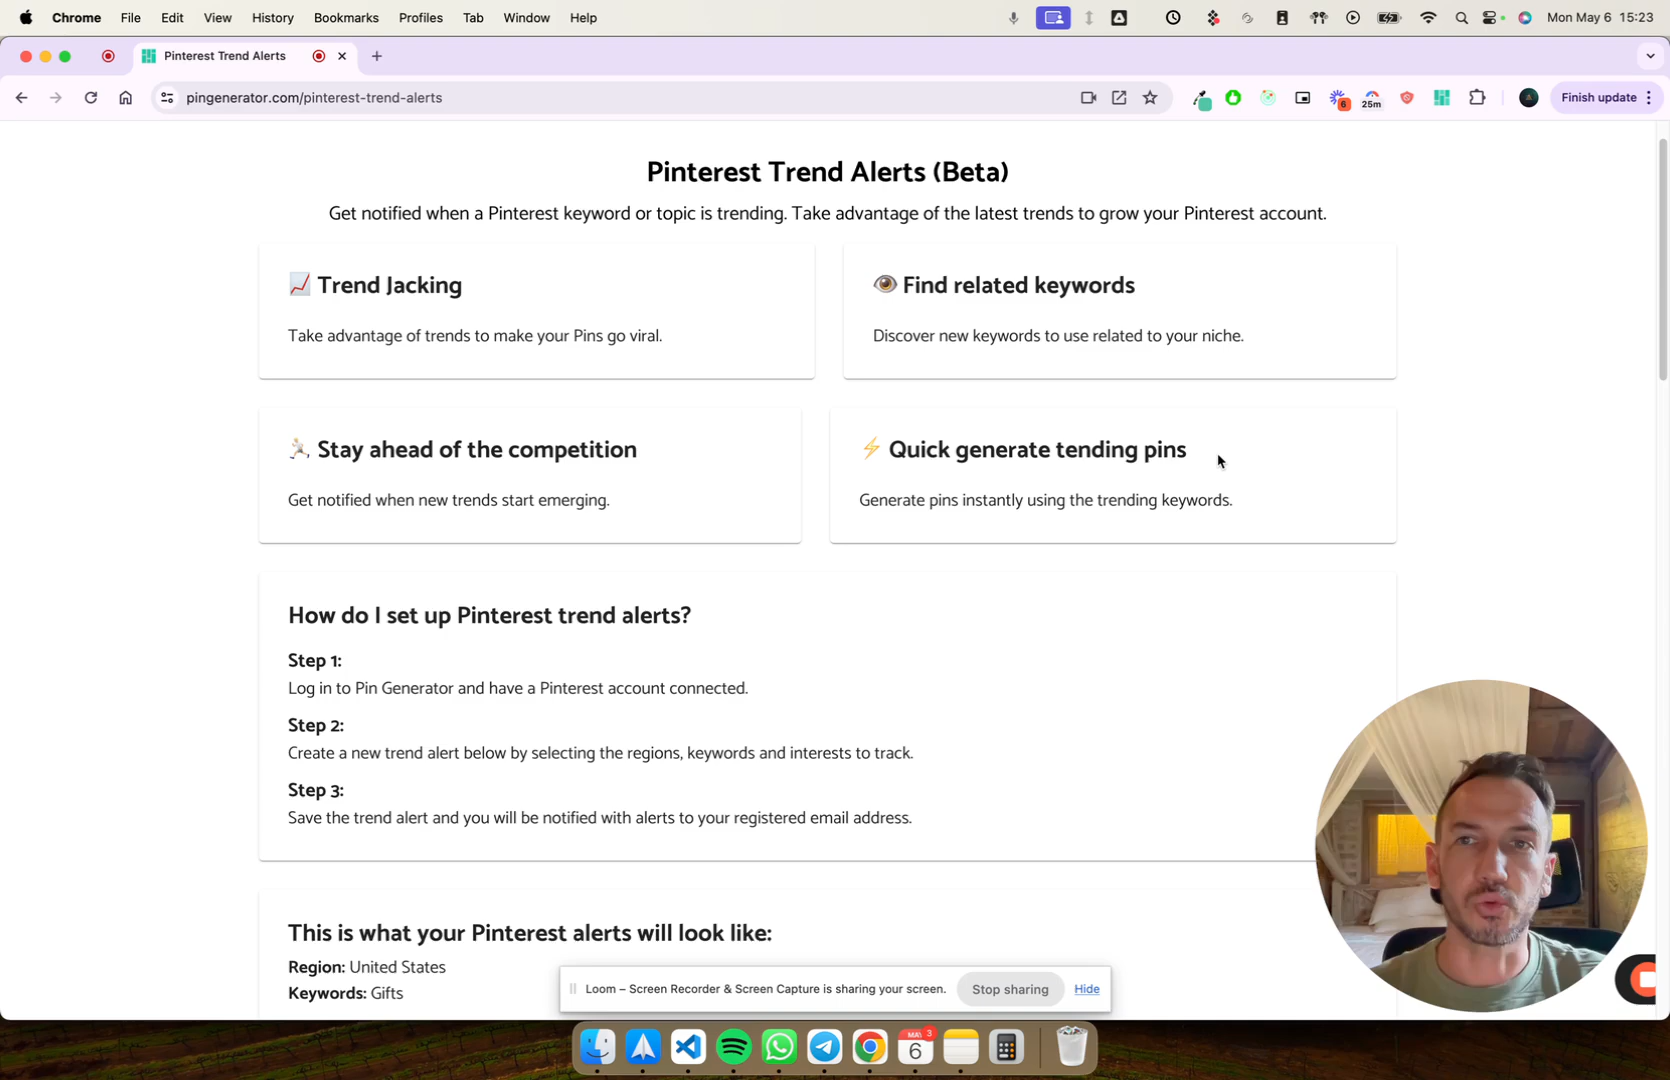 Chrome File Edit View History Bookmarks Profiles Tab Window Help Mon May 6 15:23
Pinterest Trend Alerts
pingenerator.com/pinterest-trend-alerts 6 25m Finish update
Pinterest Trend Alerts (Beta)
Get notified when a Pinterest keyword or topic is trending. Take advantage of the latest trends to grow your Pinterest account.
Trend Jacking
Take advantage of trends to make your Pins go viral.
Find related keywords
Discover new keywords to use related to your niche.
Stay ahead of the competition
Get notified when new trends start emerging.
Quick generate tending pins
Generate pins instantly using the trending keywords.
How do I set up Pinterest trend alerts?
Step 1:
Log in to Pin Generator and have a Pinterest account connected.
Step 2:
Create a new trend alert below by selecting the regions, keywords and interests to track.
Step 3:
Save the trend alert and you will be notified with alerts to your registered email address.
This is what your Pinterest alerts will look like:
Region: United States
Keywords: Gifts
Loom – Screen Recorder & Screen Capture is sharing your screen. Stop sharing Hide
MAY 3
6